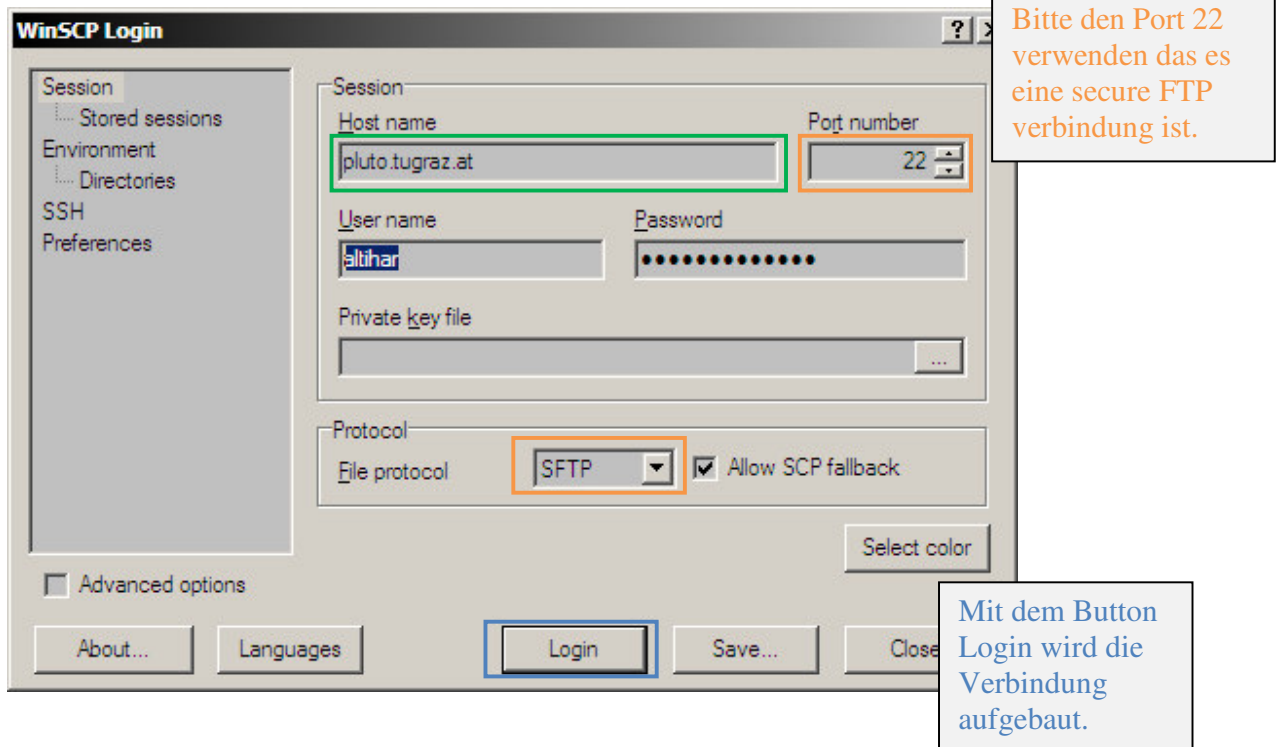 WinSCP Login
Bitte den Port 22
verwenden das es
eine secure FTP
verbindung ist.
Session
Stored sessions
Environment
Directories
SSH
Preferences
Session
Host name
Port number
pluto.tugraz.at
22
User name
Password
altihar
•••••••••••••
Private key file
...
Protocol
File protocol
SFTP
Allow SCP fallback
Select color
Advanced options
About...
Languages
Login
Save...
Close
Mit dem Button
Login wird die
Verbindung
aufgebaut.